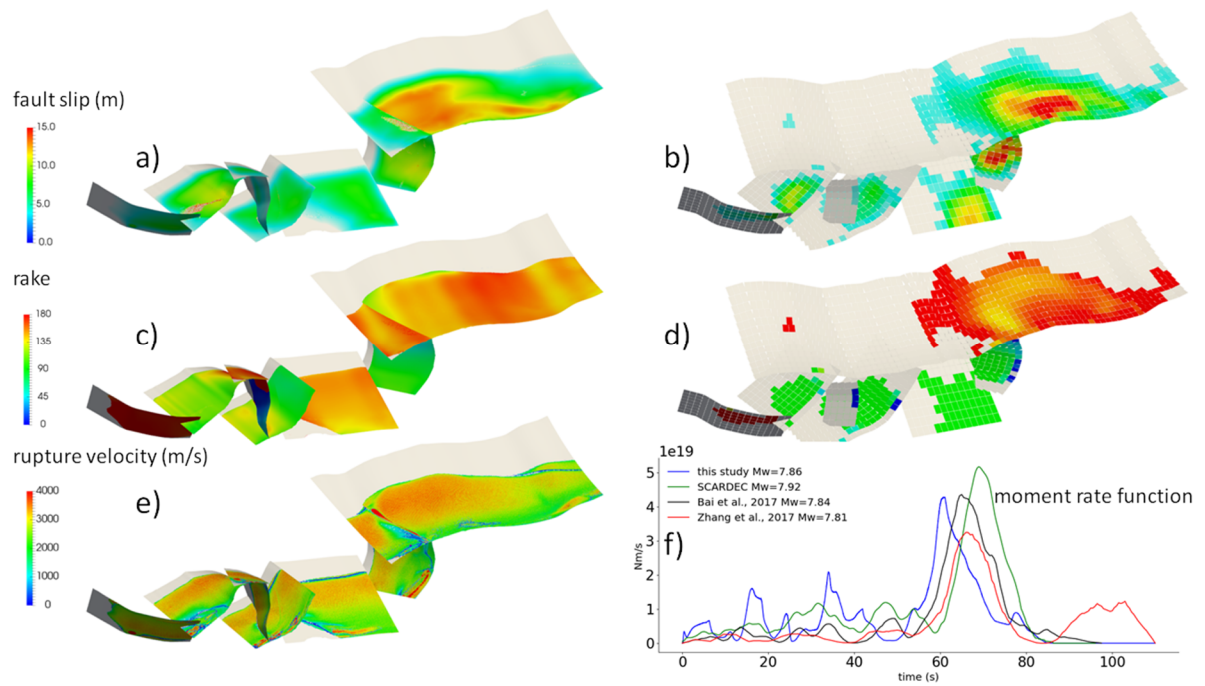 fault slip (m)
15.0
10.0
5.0
0.0
a)
b)
rake
180
135
90
45
0
c)
d)
rupture velocity (m/s)
4000
3000
2000
1000
0
e)
1e19
this study Mw=7.86
SCARDEC Mw=7.92
Bai et al., 2017 Mw=7.84
Zhang et al., 2017 Mw=7.81
moment rate function
f)
Nm/s
5
4
3
2
1
0
0 20 40 60 80 100
time (s)